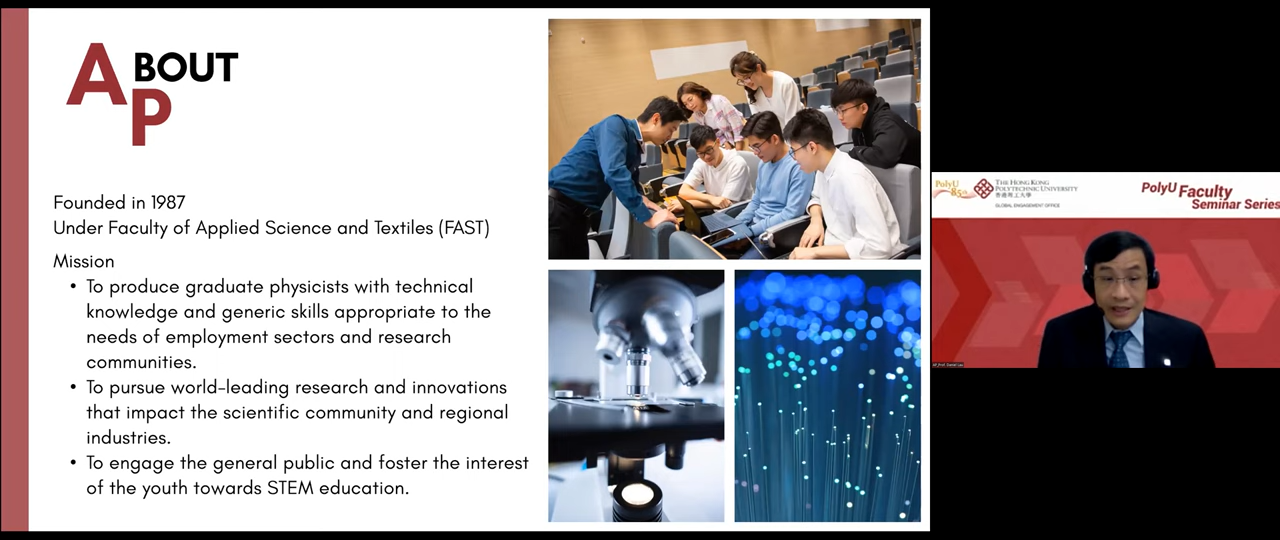 ABOUT
AP
Founded in 1987
Under Faculty of Applied Science and Textiles (FAST)
Mission
• To produce graduate physicists with technical
knowledge and generic skills appropriate to the
needs of employment sectors and research
communities.
• To pursue world-leading research and innovations
that impact the scientific community and regional
industries.
• To engage the general public and foster the interest
of the youth towards STEM education.
PolyU
85th
THE HONG KONG
POLYTECHNIC UNIVERSITY
香港理工大學
GLOBAL ENGAGEMENT OFFICE
PolyU Faculty
Seminar Series